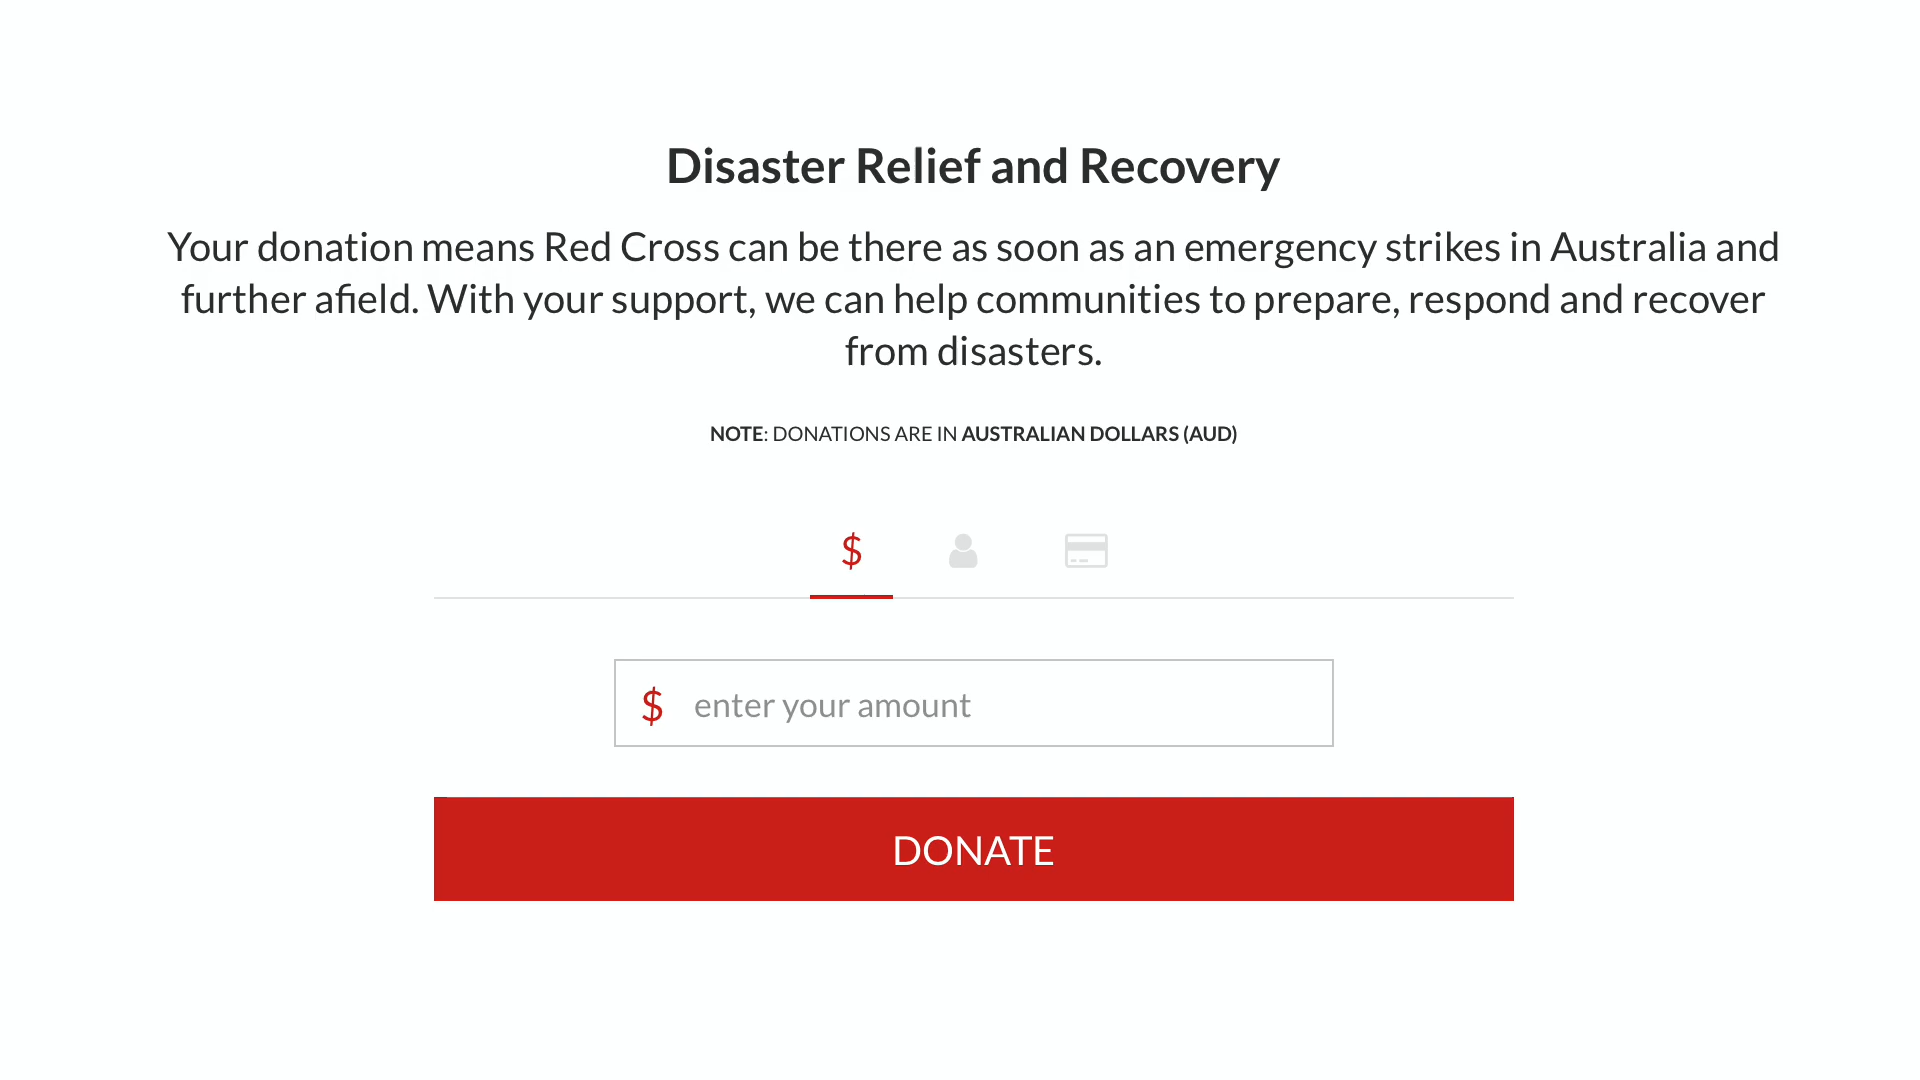 Disaster Relief and Recovery
Your donation means Red Cross can be there as soon as an emergency strikes in Australia and
further afield. With your support, we can help communities to prepare, respond and recover
from disasters.
NOTE: DONATIONS ARE IN AUSTRALIAN DOLLARS (AUD)
$
$ enter your amount
DONATE